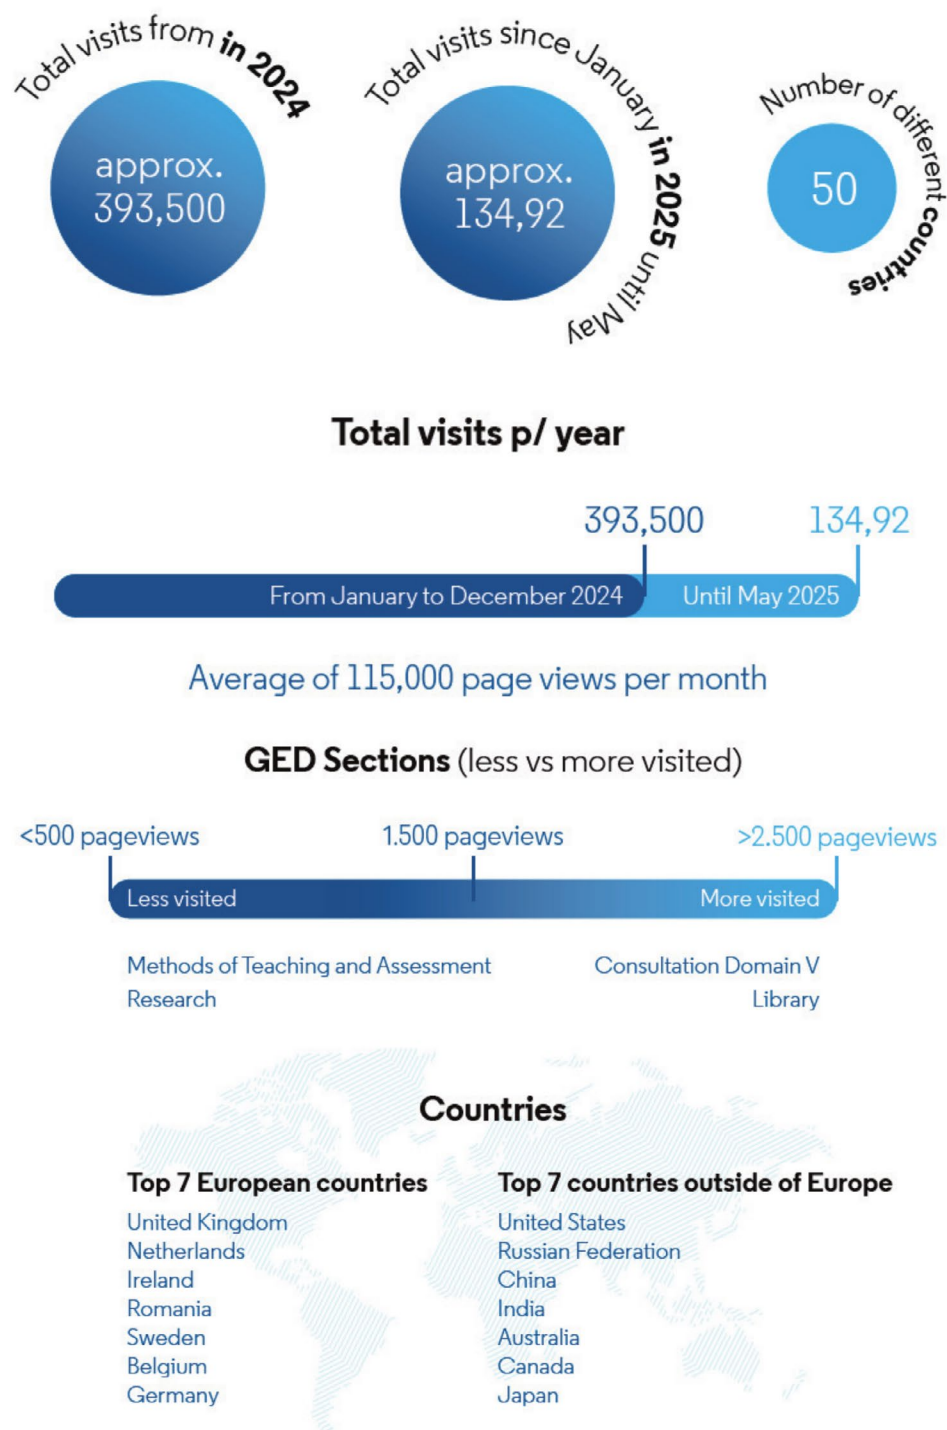 Total visits from in 2024
approx.
393,500
Total visits since January in 2025 until May
approx.
134,92
Number of different countries
50
Total visits p/ year
393,500
134,92
From January to December 2024
Until May 2025
Average of 115,000 page views per month
GED Sections (less vs more visited)
<500 pageviews
1.500 pageviews
>2.500 pageviews
Less visited
More visited
Methods of Teaching and Assessment
Research
Consultation Domain V
Library
Countries
Top 7 European countries
United Kingdom
Netherlands
Ireland
Romania
Sweden
Belgium
Germany
Top 7 countries outside of Europe
United States
Russian Federation
China
India
Australia
Canada
Japan